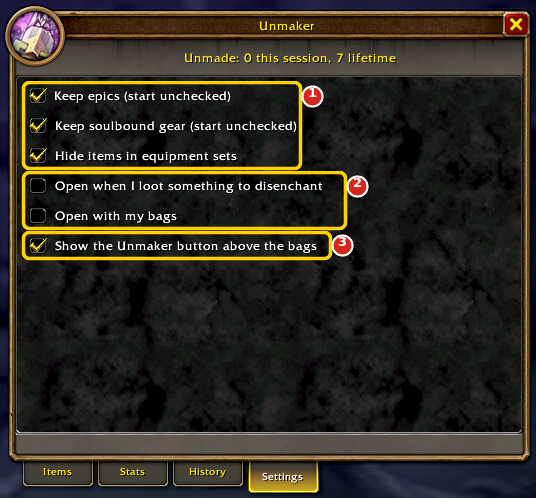 Unmaker
Unmade: 0 this session, 7 lifetime
Keep epics (start unchecked)
1
Keep soulbound gear (start unchecked)
Hide items in equipment sets
Open when I loot something to disenchant
2
Open with my bags
Show the Unmaker button above the bags
3
Items
Stats
History
Settings